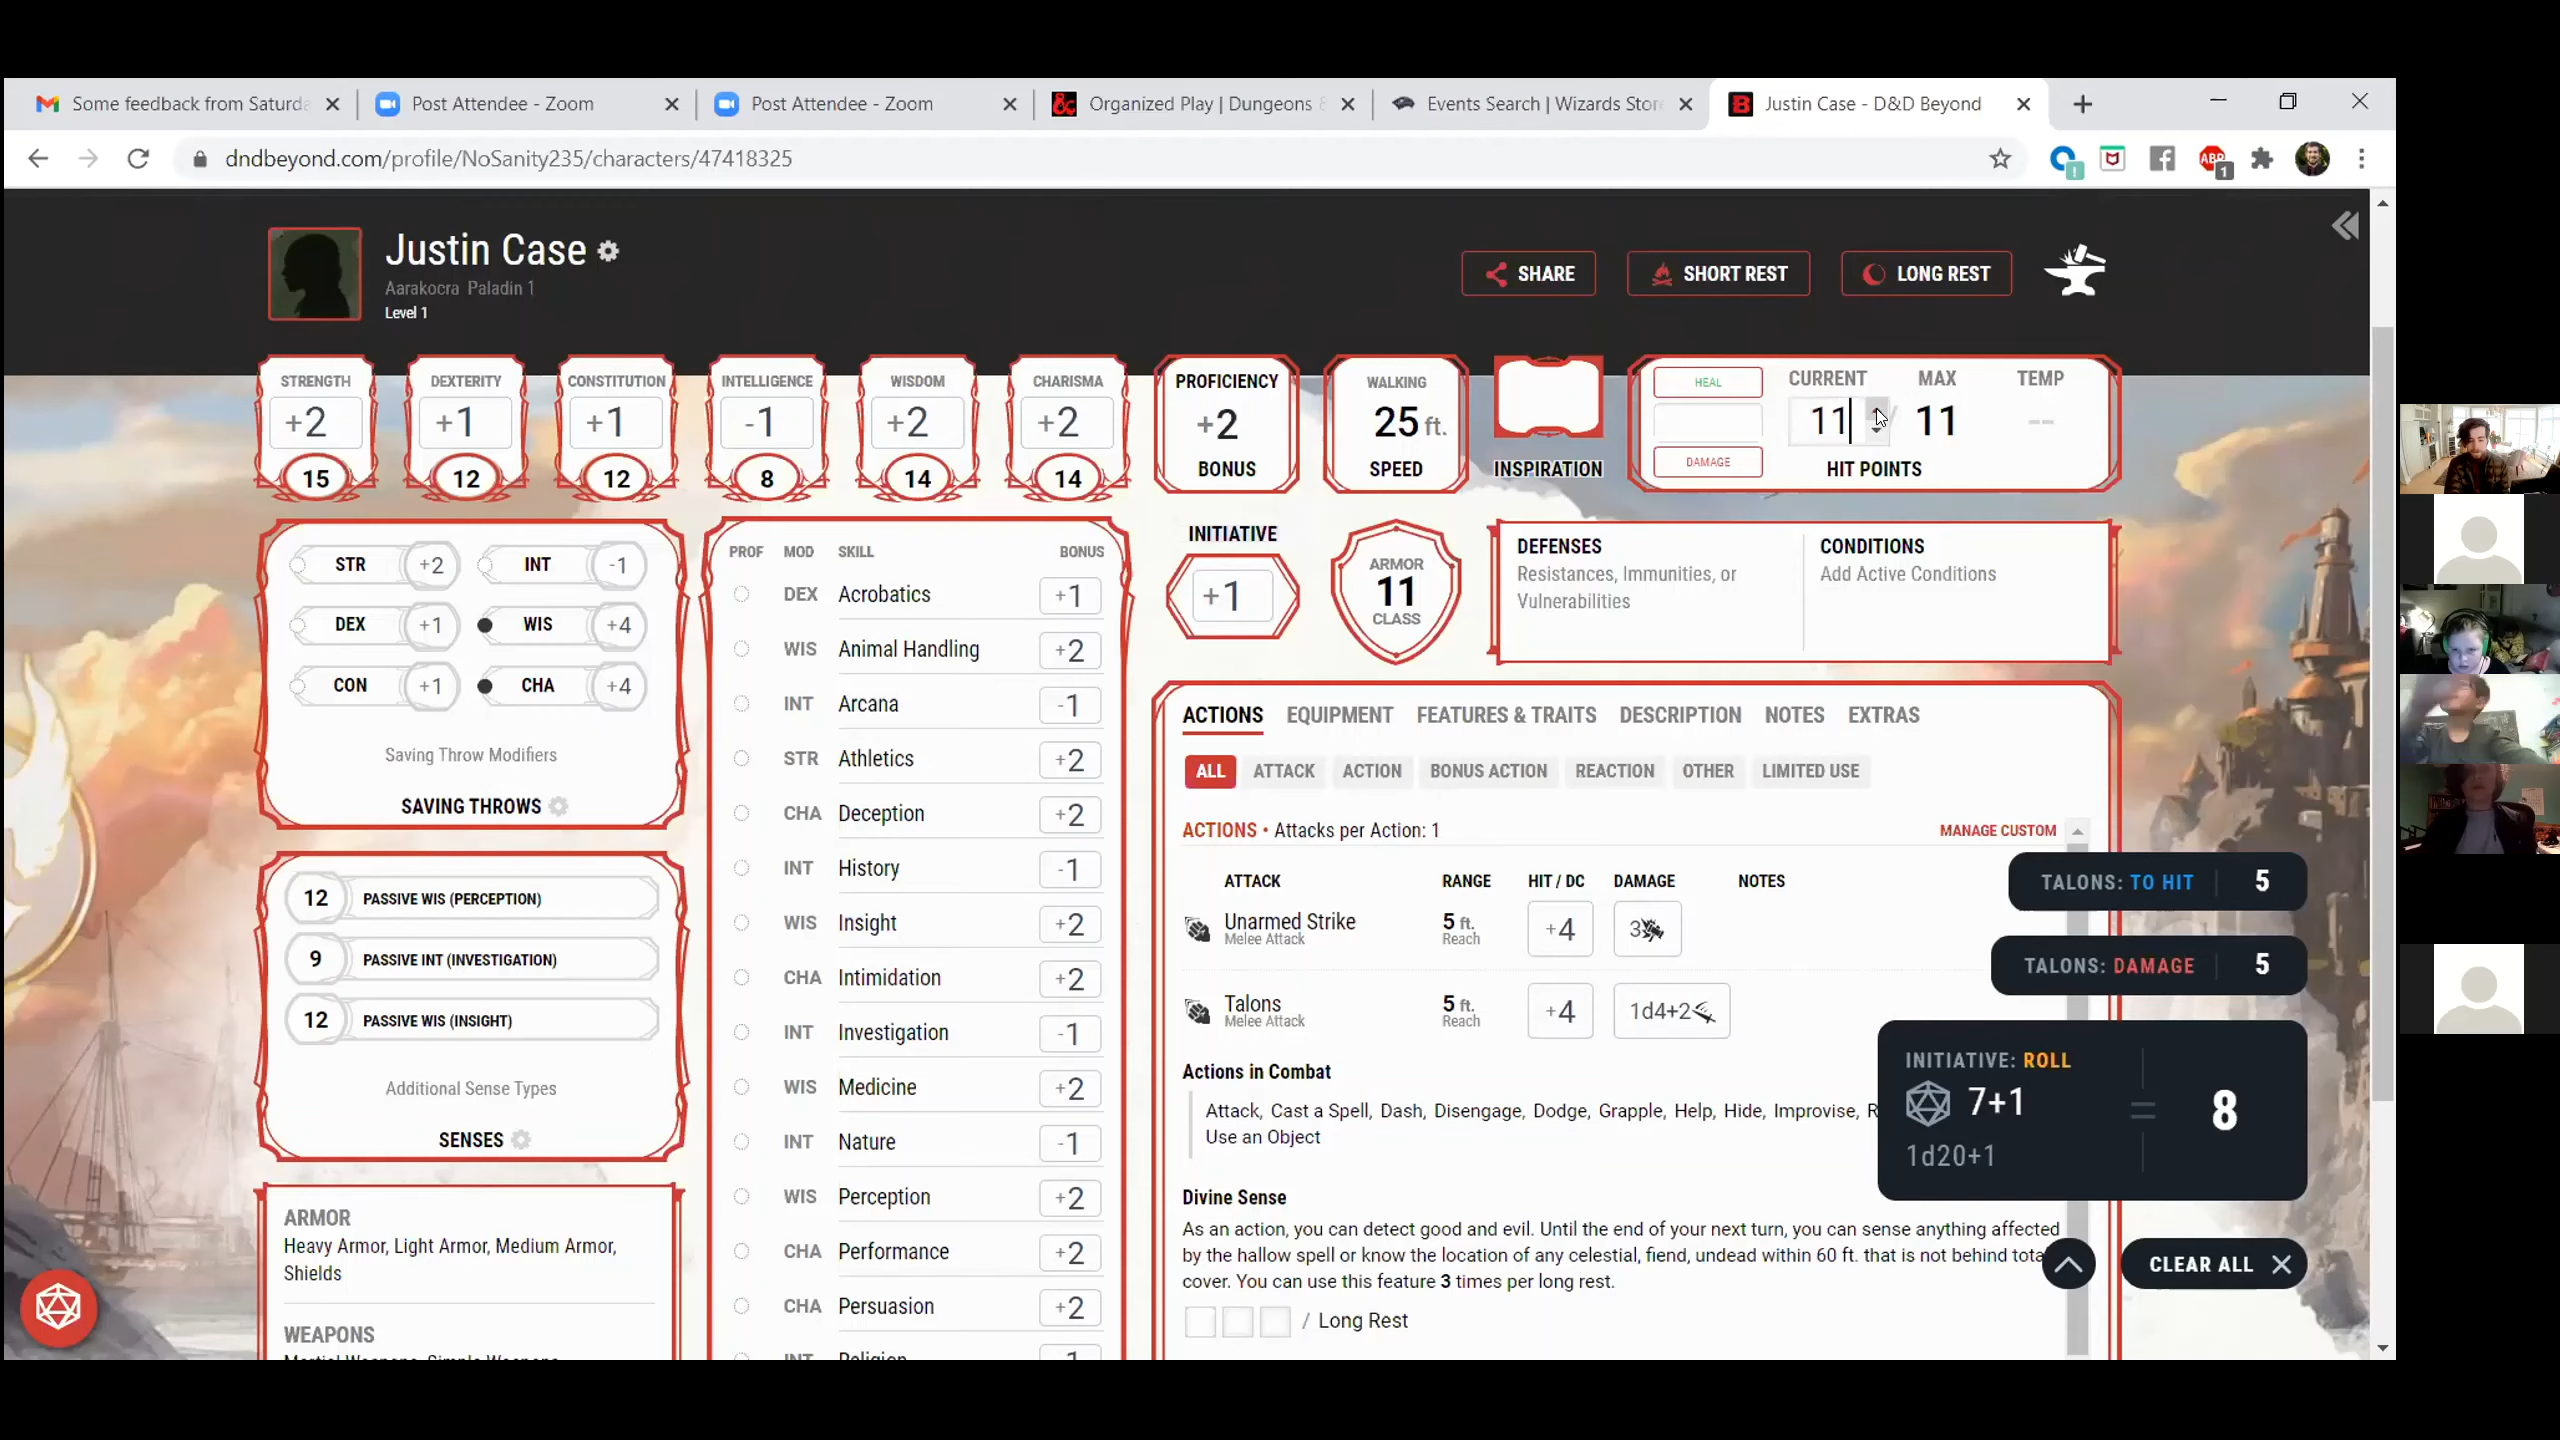 Some feedback from Saturda
Post Attendee - Zoom
Post Attendee - Zoom
Organized Play | Dungeons &
Events Search | Wizards Store
Justin Case - D&D Beyond
dndbeyond.com/profile/NoSanity235/characters/47418325
ABP
1
Justin Case
Aarakocra Paladin 1
Level 1
SHARE
SHORT REST
LONG REST
STRENGTH
+2
15
DEXTERITY
+1
12
CONSTITUTION
+1
12
INTELLIGENCE
-1
8
WISDOM
+2
14
CHARISMA
+2
14
PROFICIENCY
+2
BONUS
WALKING
25 ft.
SPEED
INSPIRATION
HEAL
DAMAGE
CURRENT
11
/
MAX
11
TEMP
--
HIT POINTS
STR +2
INT -1
DEX +1
WIS +4
CON +1
CHA +4
Saving Throw Modifiers
SAVING THROWS
12 PASSIVE WIS (PERCEPTION)
9 PASSIVE INT (INVESTIGATION)
12 PASSIVE WIS (INSIGHT)
Additional Sense Types
SENSES
ARMOR
Heavy Armor, Light Armor, Medium Armor,
Shields
WEAPONS
Martial Weapons, Simple Weapons
PROF MOD SKILL BONUS
DEX Acrobatics +1
WIS Animal Handling +2
INT Arcana -1
STR Athletics +2
CHA Deception +2
INT History -1
WIS Insight +2
CHA Intimidation +2
INT Investigation -1
WIS Medicine +2
INT Nature -1
WIS Perception +2
CHA Performance +2
CHA Persuasion +2
INT Religion -1
INITIATIVE
+1
ARMOR
11
CLASS
DEFENSES
Resistances, Immunities, or
Vulnerabilities
CONDITIONS
Add Active Conditions
ACTIONS EQUIPMENT FEATURES & TRAITS DESCRIPTION NOTES EXTRAS
ALL ATTACK ACTION BONUS ACTION REACTION OTHER LIMITED USE
ACTIONS • Attacks per Action: 1
MANAGE CUSTOM
ATTACK RANGE HIT / DC DAMAGE NOTES
Unarmed Strike 5 ft. +4 3
Melee Attack Reach
Talons 5 ft. +4 1d4+2
Melee Attack Reach
Actions in Combat
Attack, Cast a Spell, Dash, Disengage, Dodge, Grapple, Help, Hide, Improvise, R
Use an Object
Divine Sense
As an action, you can detect good and evil. Until the end of your next turn, you can sense anything affected
by the hallow spell or know the location of any celestial, fiend, undead within 60 ft. that is not behind total
cover. You can use this feature 3 times per long rest.
/ Long Rest
TALONS: TO HIT 5
TALONS: DAMAGE 5
INITIATIVE: ROLL
7+1 = 8
1d20+1
CLEAR ALL